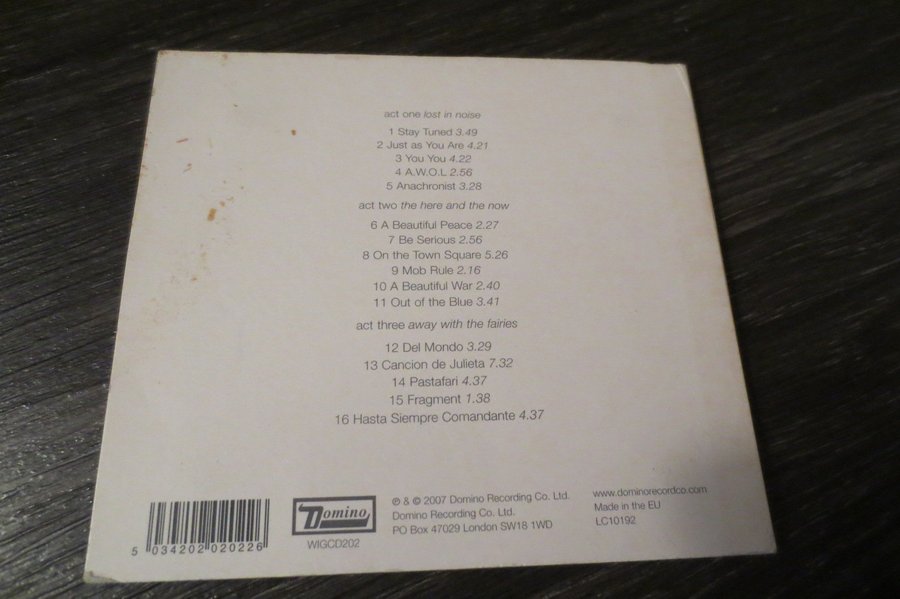 act one lost in noise
1 Stay Tuned 3.49
2 Just as You Are 4.21
3 You You 4.22
4 A.W.O.L 2.56
5 Anachronist 3.28
act two the here and the now
6 A Beautiful Peace 2.27
7 Be Serious 2.56
8 On the Town Square 5.26
9 Mob Rule 2.16
10 A Beautiful War 2.40
11 Out of the Blue 3.41
act three away with the fairies
12 Del Mondo 3.29
13 Cancion de Julieta 7.32
14 Pastafari 4.37
15 Fragment 1.38
16 Hasta Siempre Comandante 4.37
5 034202 020226
Domino
WIGCD202
℗ & © 2007 Domino Recording Co. Ltd.
Domino Recording Co. Ltd.
PO Box 47029 London SW18 1WD
www.dominorecordco.com
Made in the EU
LC10192